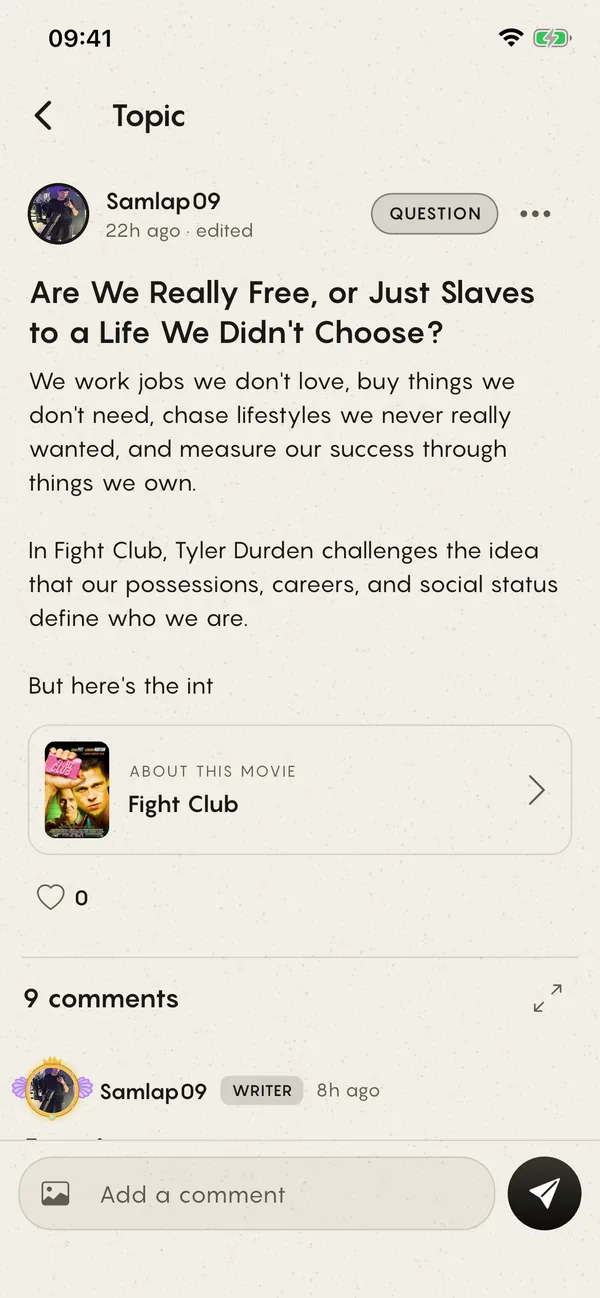 09:41
Topic
Samlap09
22h ago · edited
QUESTION
Are We Really Free, or Just Slaves
to a Life We Didn't Choose?
We work jobs we don't love, buy things we
don't need, chase lifestyles we never really
wanted, and measure our success through
things we own.
In Fight Club, Tyler Durden challenges the idea
that our possessions, careers, and social status
define who we are.
But here's the int
FIGHT
CLUB
ABOUT THIS MOVIE
Fight Club
0
9 comments
Samlap09 WRITER 8h ago
Add a comment